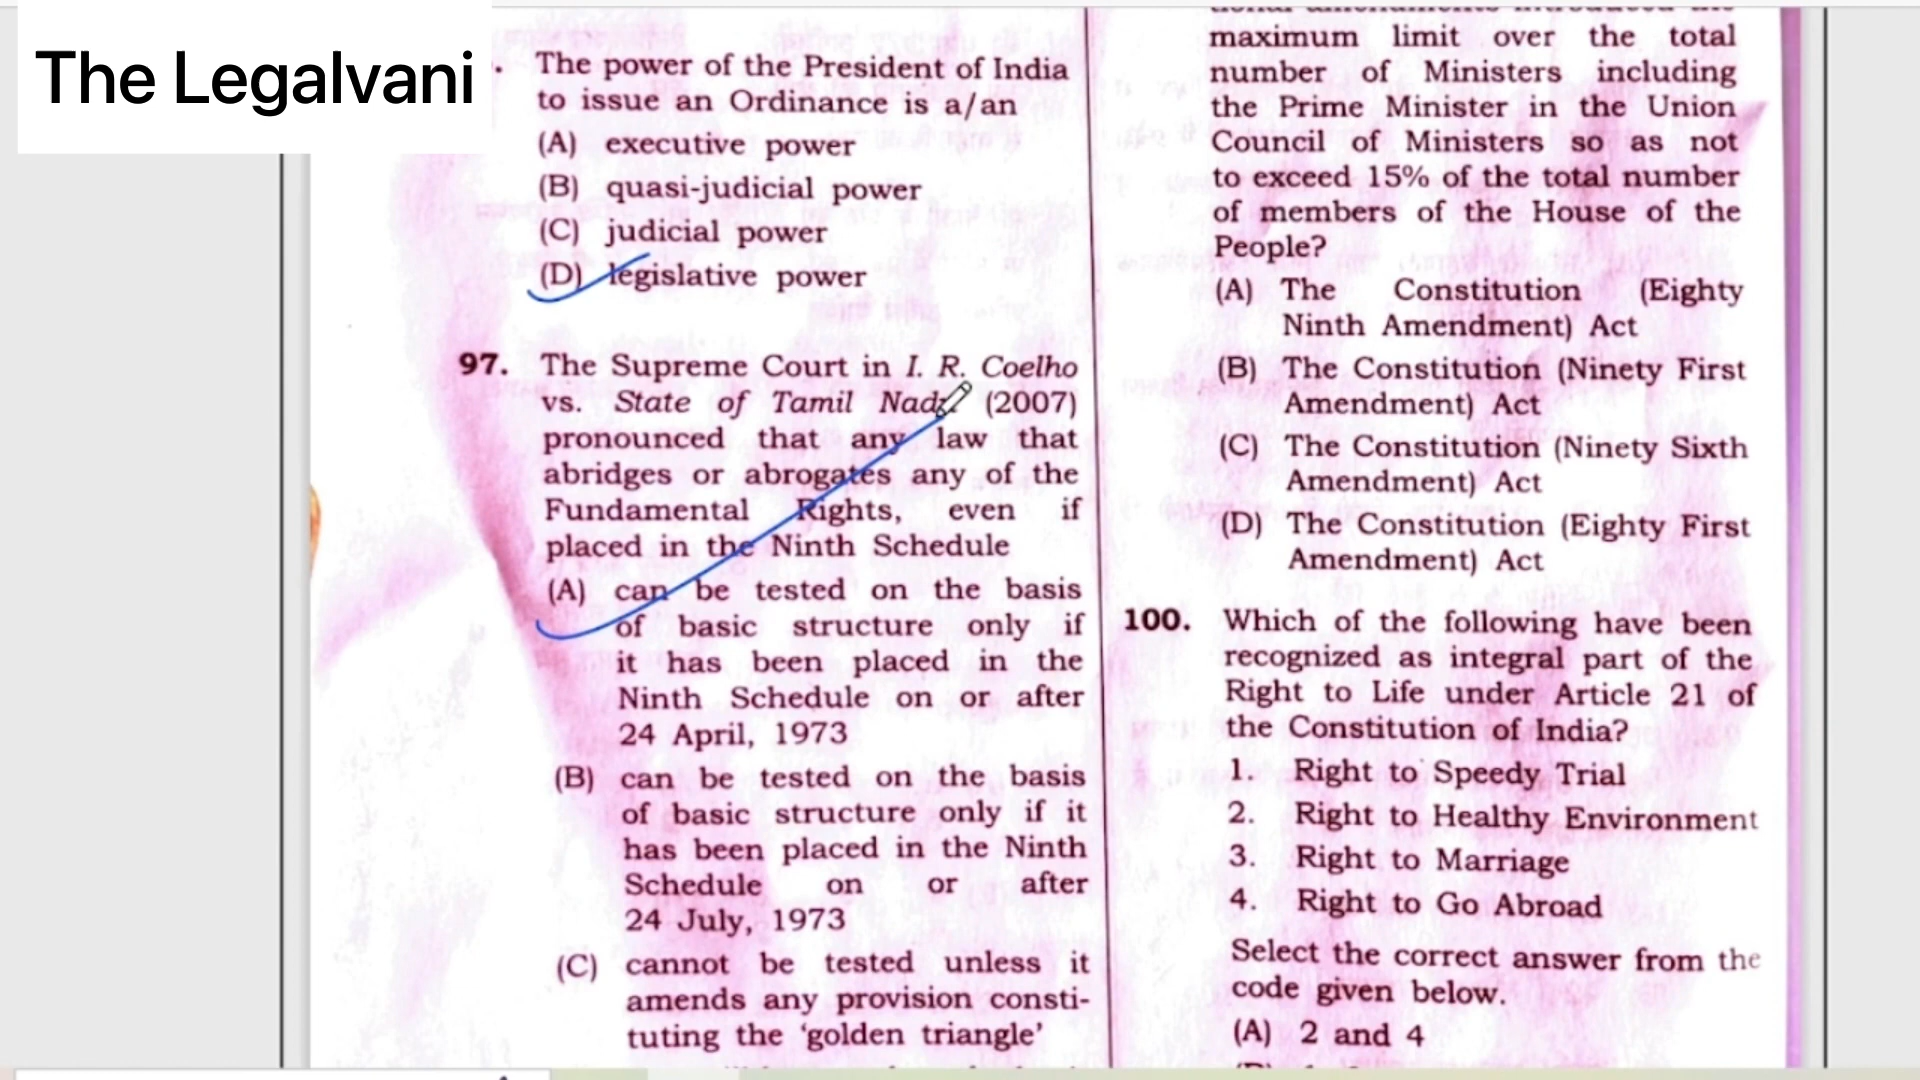 The Legalvani
The power of the President of India
to issue an Ordinance is a/an
(A) executive power
(B) quasi-judicial power
(C) judicial power
(D) legislative power
97. The Supreme Court in I. R. Coelho
vs. State of Tamil Nadu (2007)
pronounced that any law that
abridges or abrogates any of the
Fundamental Rights, even if
placed in the Ninth Schedule
(A) can be tested on the basis
of basic structure only if
it has been placed in the
Ninth Schedule on or after
24 April, 1973
(B) can be tested on the basis
of basic structure only if it
has been placed in the Ninth
Schedule on or after
24 July, 1973
(C) cannot be tested unless it
amends any provision consti-
tuting the ‘golden triangle’
maximum limit over the total
number of Ministers including
the Prime Minister in the Union
Council of Ministers so as not
to exceed 15% of the total number
of members of the House of the
People?
(A) The Constitution (Eighty
Ninth Amendment) Act
(B) The Constitution (Ninety First
Amendment) Act
(C) The Constitution (Ninety Sixth
Amendment) Act
(D) The Constitution (Eighty First
Amendment) Act
100. Which of the following have been
recognized as integral part of the
Right to Life under Article 21 of
the Constitution of India?
1. Right to Speedy Trial
2. Right to Healthy Environment
3. Right to Marriage
4. Right to Go Abroad
Select the correct answer from the
code given below.
(A) 2 and 4